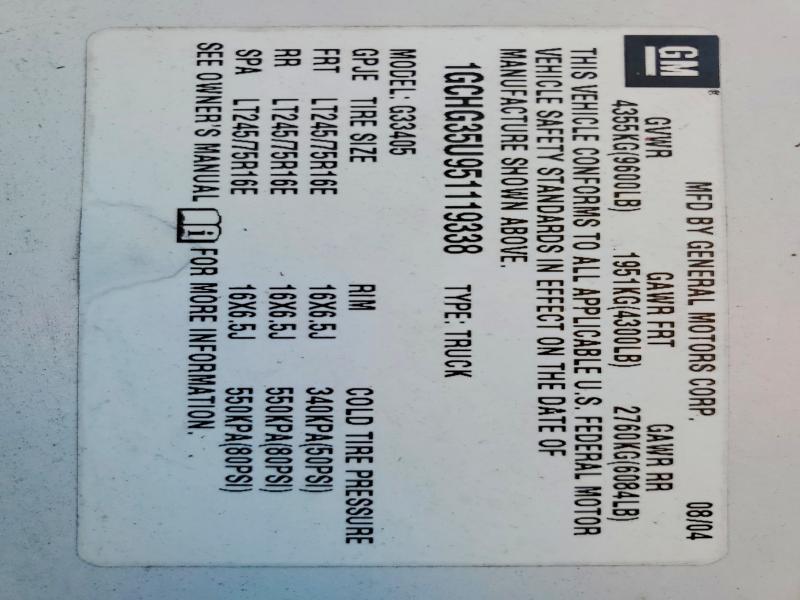 GM® MFD BY GENERAL MOTORS CORP. 08/04
GVWR GAWR FRT GAWR RR
4355KG(9600LB) 1951KG(4300LB) 2760KG(6084LB)
THIS VEHICLE CONFORMS TO ALL APPLICABLE U.S. FEDERAL MOTOR
VEHICLE SAFETY STANDARDS IN EFFECT ON THE DATE OF
MANUFACTURE SHOWN ABOVE.
1GCHG35U951119338 TYPE: TRUCK
MODEL: G33405
GPJE TIRE SIZE RIM COLD TIRE PRESSURE
FRT LT245/75R16E 16X6.5J 340KPA(50PSI)
RR LT245/75R16E 16X6.5J 550KPA(80PSI)
SPA LT245/75R16E 16X6.5J 550KPA(80PSI)
SEE OWNER'S MANUAL i FOR MORE INFORMATION.